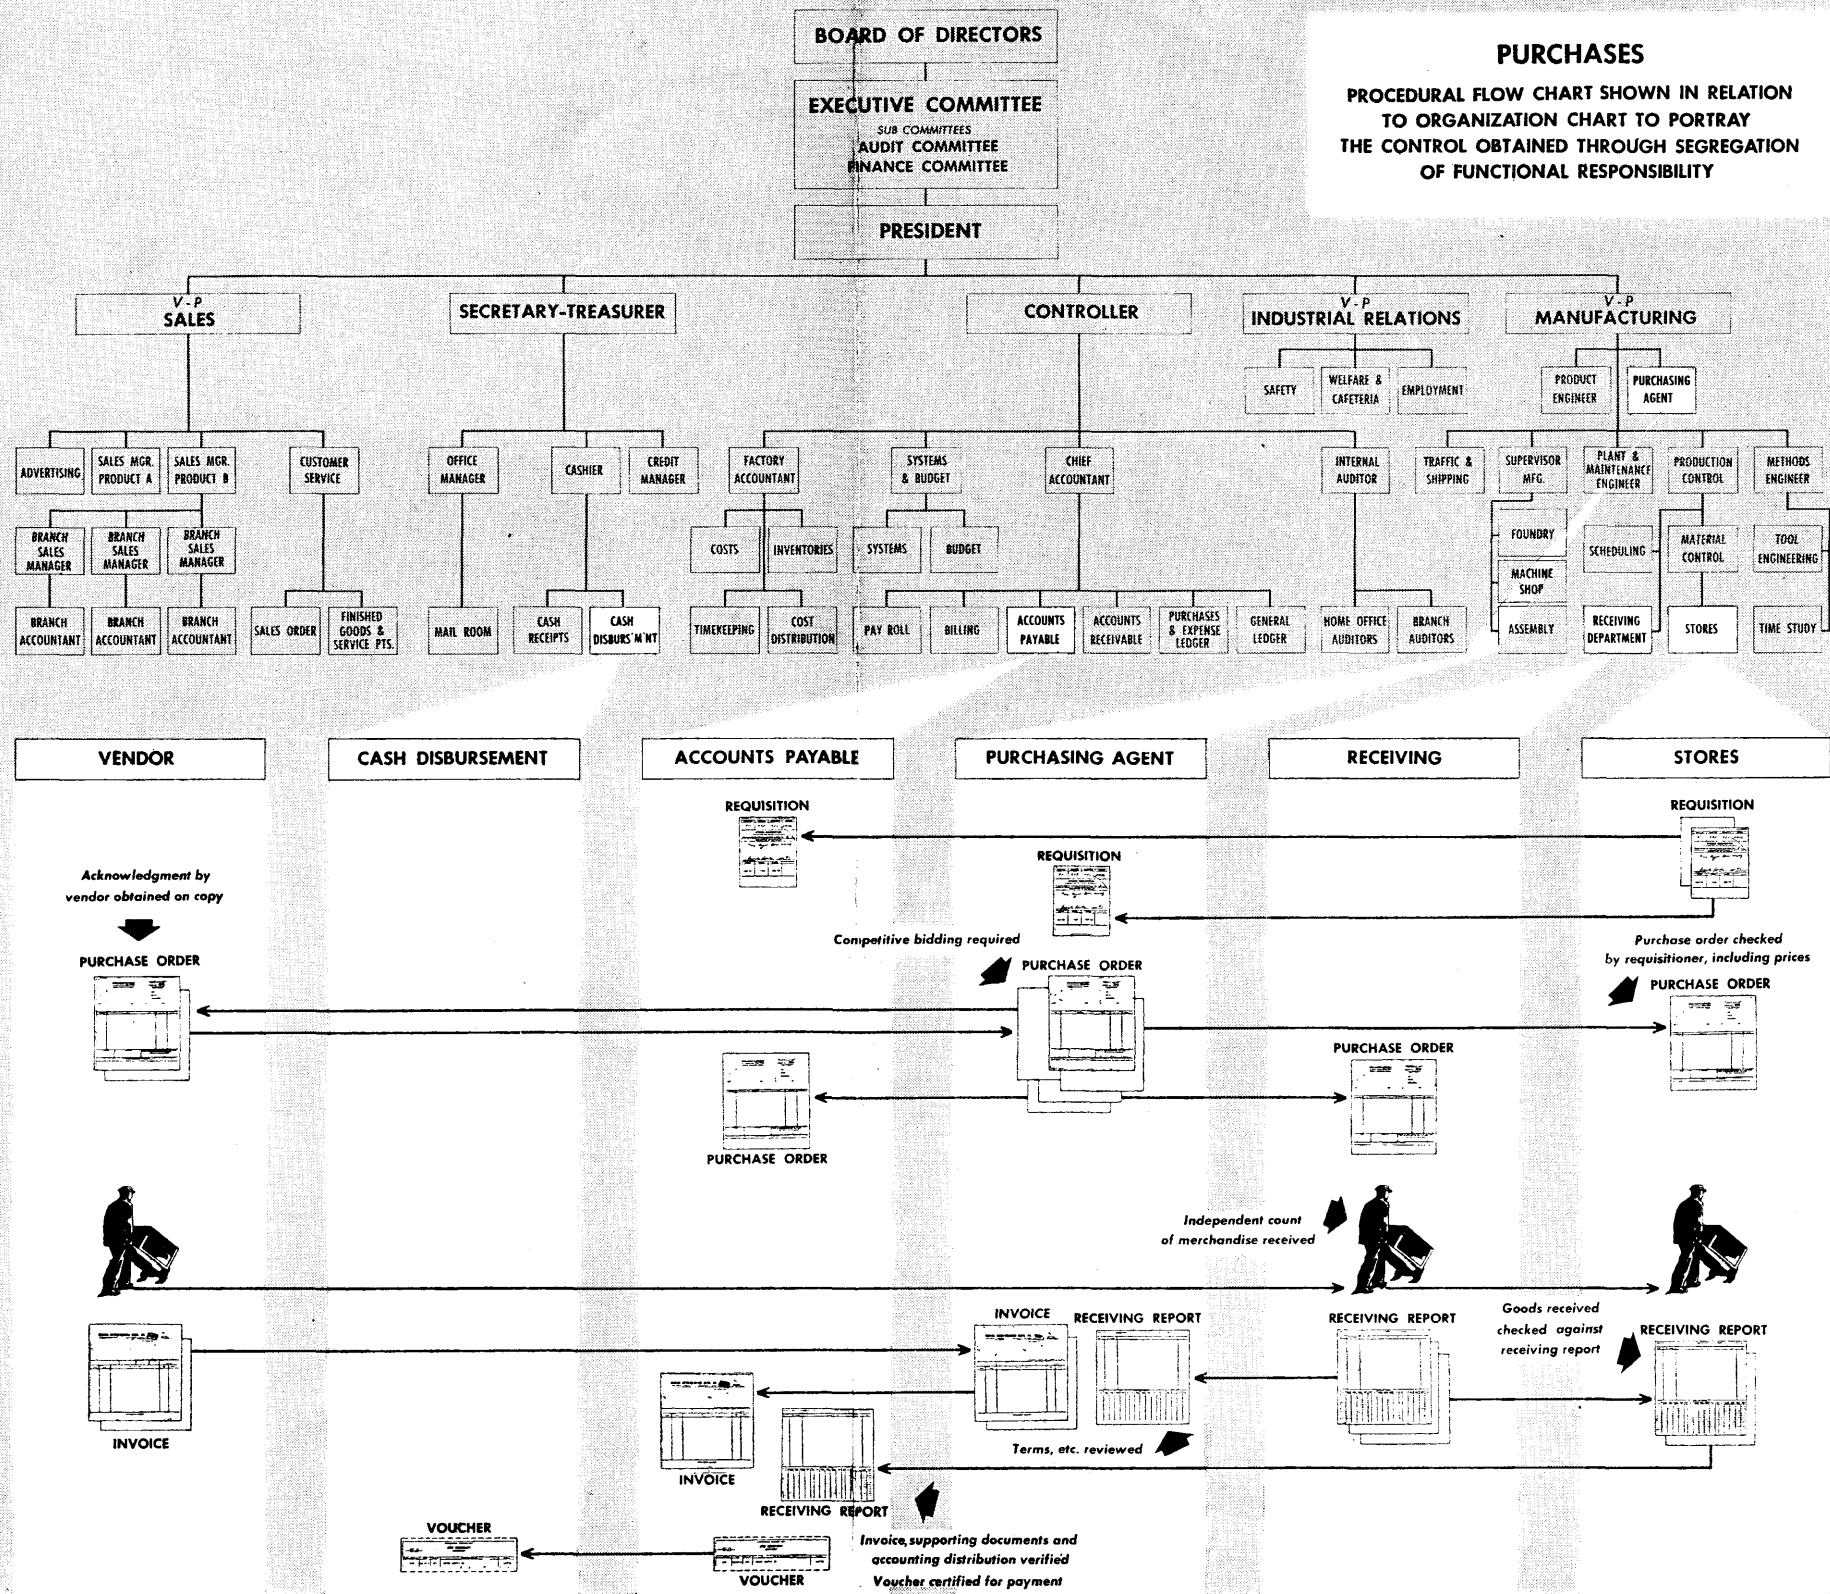 BOARD OF DIRECTORS
EXECUTIVE COMMITTEE
SUB COMMITTEES
AUDIT COMMITTEE
FINANCE COMMITTEE
PRESIDENT
PURCHASES
PROCEDURAL FLOW CHART SHOWN IN RELATION
TO ORGANIZATION CHART TO PORTRAY
THE CONTROL OBTAINED THROUGH SEGREGATION
OF FUNCTIONAL RESPONSIBILITY
V-P
SALES
SECRETARY-TREASURER
CONTROLLER
V-P
INDUSTRIAL RELATIONS
V-P
MANUFACTURING
SAFETY
WELFARE &
CAFETERIA
EMPLOYMENT
PRODUCT
ENGINEER
PURCHASING
AGENT
ADVERTISING
SALES MGR.
PRODUCT A
SALES MGR.
PRODUCT B
CUSTOMER
SERVICE
OFFICE
MANAGER
CASHIER
CREDIT
MANAGER
FACTORY
ACCOUNTANT
SYSTEMS
& BUDGET
CHIEF
ACCOUNTANT
INTERNAL
AUDITOR
TRAFFIC &
SHIPPING
SUPERVISOR
MFG.
PLANT &
MAINTENANCE
ENGINEER
PRODUCTION
CONTROL
METHODS
ENGINEER
BRANCH
SALES
MANAGER
BRANCH
SALES
MANAGER
BRANCH
SALES
MANAGER
COSTS
INVENTORIES
SYSTEMS
BUDGET
FOUNDRY
MACHINE
SHOP
SCHEDULING
MATERIAL
CONTROL
TOOL
ENGINEERING
BRANCH
ACCOUNTANT
BRANCH
ACCOUNTANT
BRANCH
ACCOUNTANT
SALES ORDER
FINISHED
GOODS &
SERVICE PTS.
MAIL ROOM
CASH
RECEIPTS
CASH
DISBURS'M'NT
TIMEKEEPING
COST
DISTRIBUTION
PAY ROLL
BILLING
ACCOUNTS
PAYABLE
ACCOUNTS
RECEIVABLE
PURCHASES
& EXPENSE
LEDGER
GENERAL
LEDGER
HOME OFFICE
AUDITORS
BRANCH
AUDITORS
ASSEMBLY
RECEIVING
DEPARTMENT
STORES
TIME STUDY
VENDOR
CASH DISBURSEMENT
ACCOUNTS PAYABLE
PURCHASING AGENT
RECEIVING
STORES
REQUISITION
REQUISITION
REQUISITION
Acknowledgment by
vendor obtained on copy
PURCHASE ORDER
Competitive bidding required
PURCHASE ORDER
Purchase order checked
by requisitioner, including prices
PURCHASE ORDER
PURCHASE ORDER
PURCHASE ORDER
Independent count
of merchandise received
INVOICE
RECEIVING REPORT
RECEIVING REPORT
Goods received
checked against
receiving report
RECEIVING REPORT
INVOICE
Terms, etc. reviewed
INVOICE
RECEIVING REPORT
VOUCHER
VOUCHER
Invoice, supporting documents and
accounting distribution verified
Voucher certified for payment